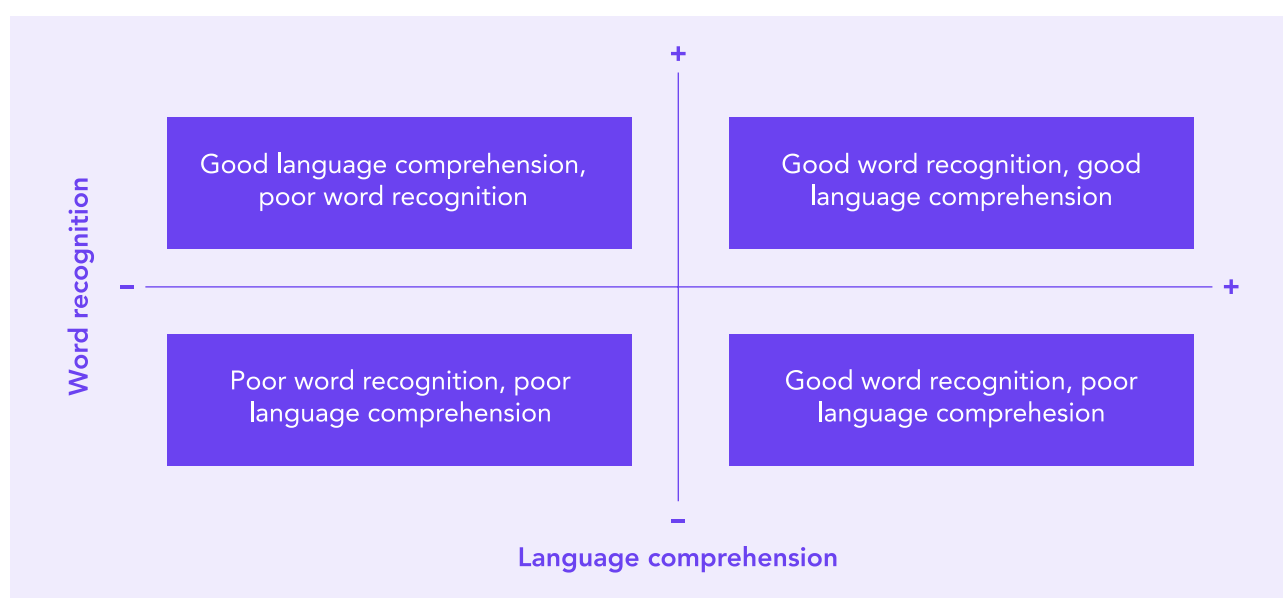 +
Good language comprehension,
poor word recognition
Good word recognition, good
language comprehension
Word recognition
-
+
Poor word recognition, poor
language comprehension
Good word recognition, poor
language comprehesion
-
Language comprehension